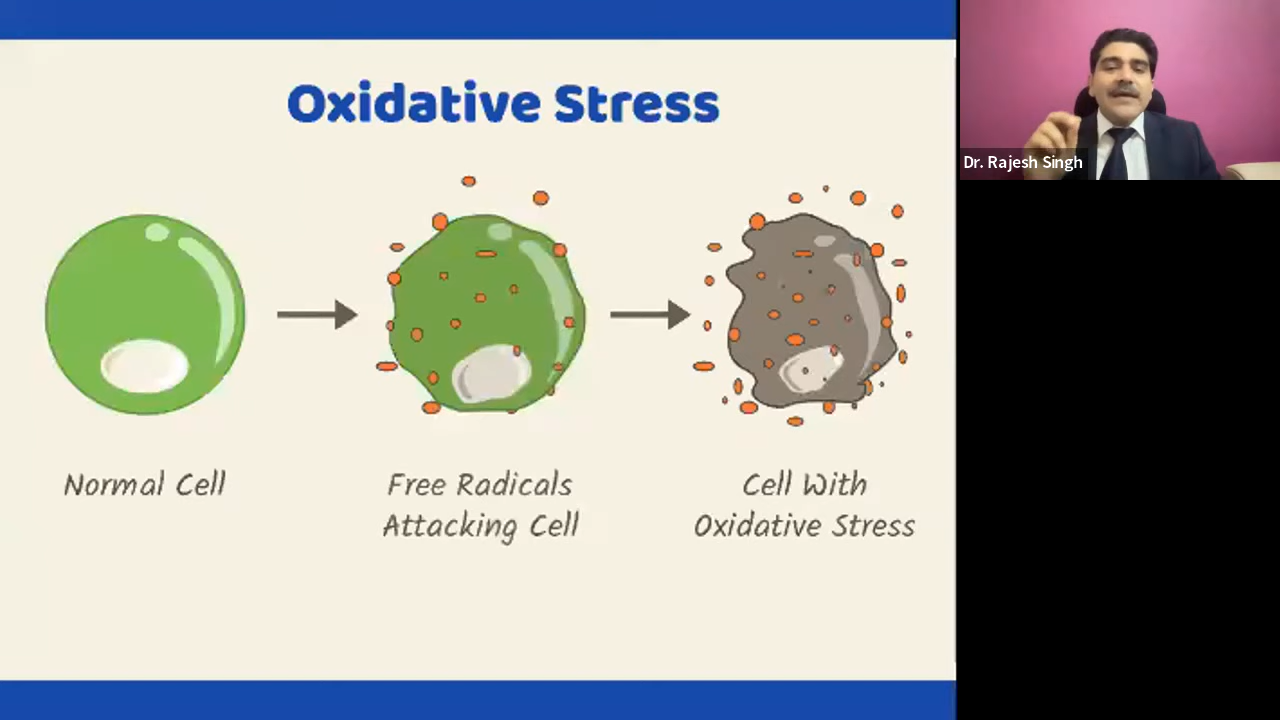 Oxidative Stress
Dr. Rajesh Singh
Normal Cell
Free Radicals
Attacking Cell
Cell With
Oxidative Stress